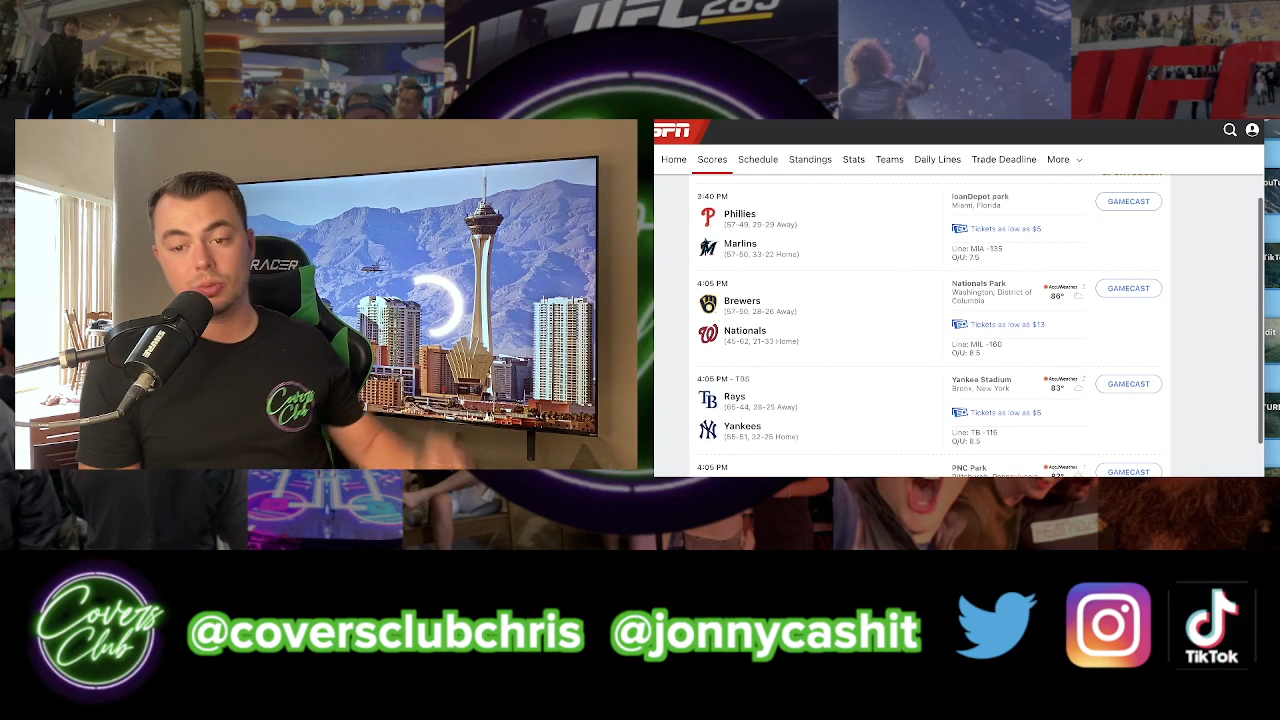 UFC 285
UFC
RACER
Covers
Club
ESPN
Home Scores Schedule Standings Stats Teams Daily Lines Trade Deadline More
3:40 PM
Phillies
(57-49, 29-29 Away)
Marlins
(57-50, 33-22 Home)
loanDepot park
Miami, Florida
Tickets as low as $5
Line: MIA -135
O/U: 7.5
GAMECAST
4:05 PM
Brewers
(57-50, 28-26 Away)
Nationals
(45-62, 21-33 Home)
Nationals Park
Washington, District of
Columbia
AccuWeather
86°
Tickets as low as $13
Line: MIL -160
O/U: 8.5
GAMECAST
4:05 PM - TBS
Rays
(65-44, 28-25 Away)
Yankees
(55-51, 32-25 Home)
Yankee Stadium
Bronx, New York
AccuWeather
83°
Tickets as low as $5
Line: TB -115
O/U: 8.5
GAMECAST
4:05 PM
PNC Park
AccuWeather
GAMECAST
Covers
Club
@coversclubchris @jonnycashit
TikTok